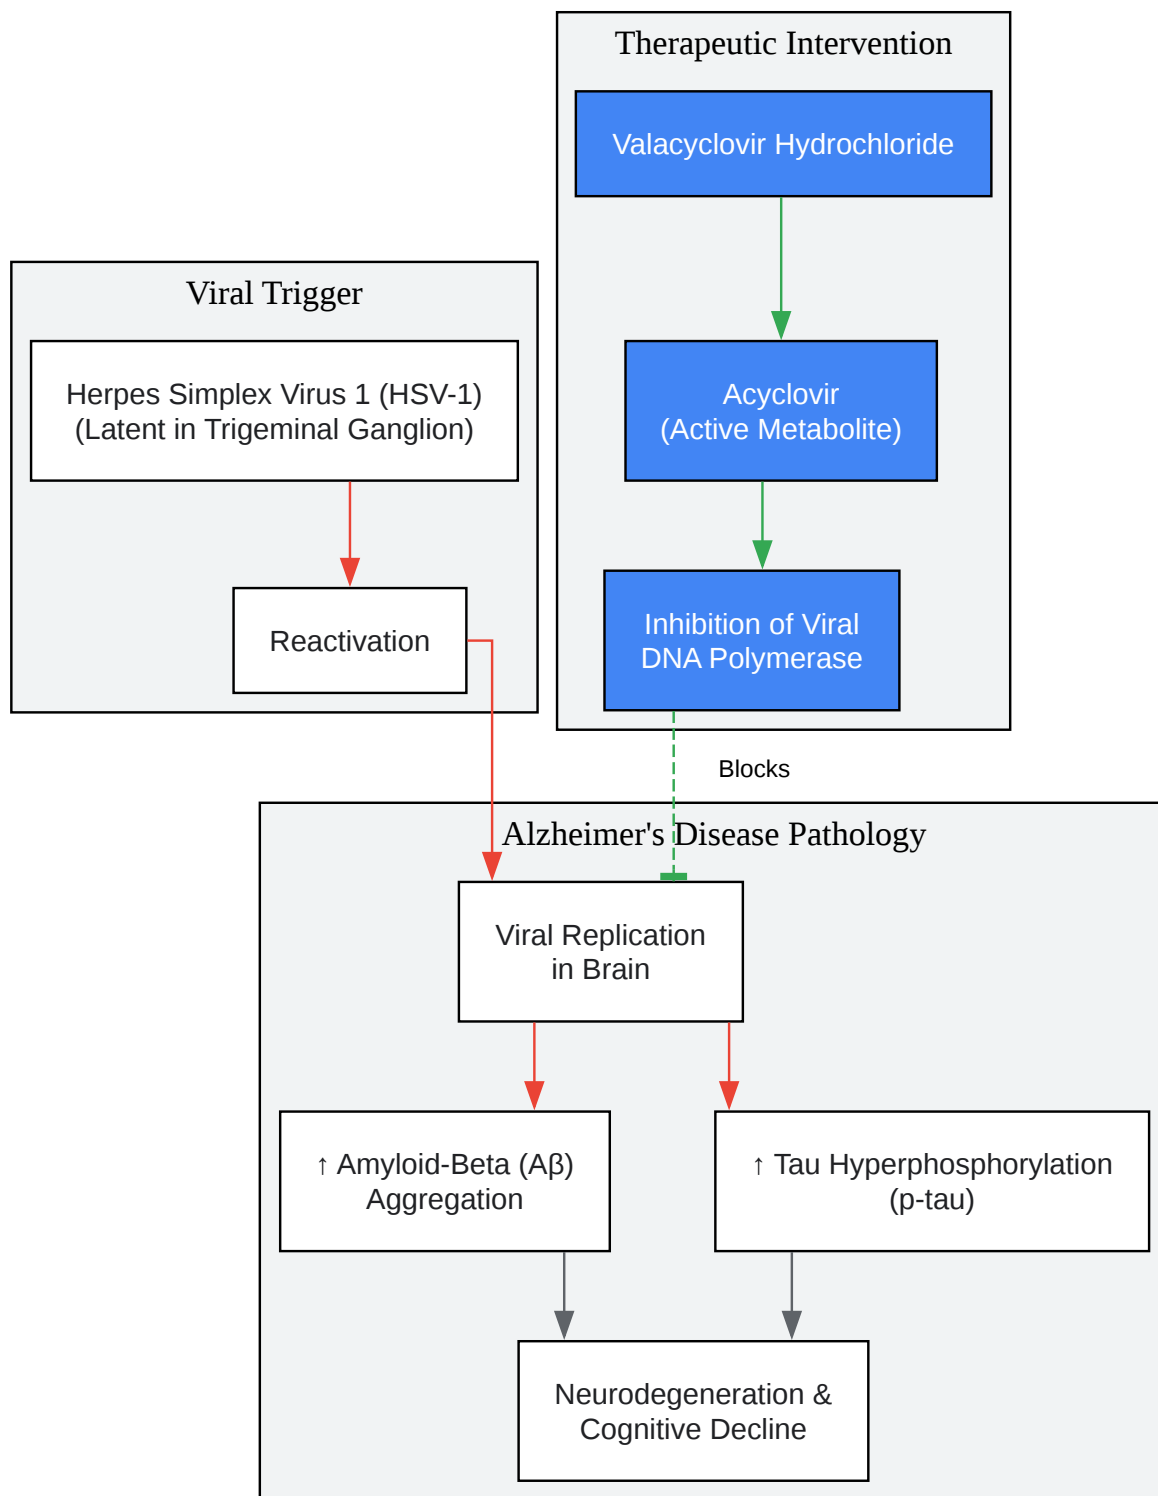 Therapeutic Intervention
Valacyclovir Hydrochloride
Viral Trigger
Herpes Simplex Virus 1 (HSV-1)
(Latent in Trigeminal Ganglion)
Acyclovir
(Active Metabolite)
Reactivation
Inhibition of Viral
DNA Polymerase
Blocks
Alzheimer's Disease Pathology
Viral Replication
in Brain
↑ Amyloid-Beta (Aβ)
Aggregation
↑ Tau Hyperphosphorylation
(p-tau)
Neurodegeneration &
Cognitive Decline